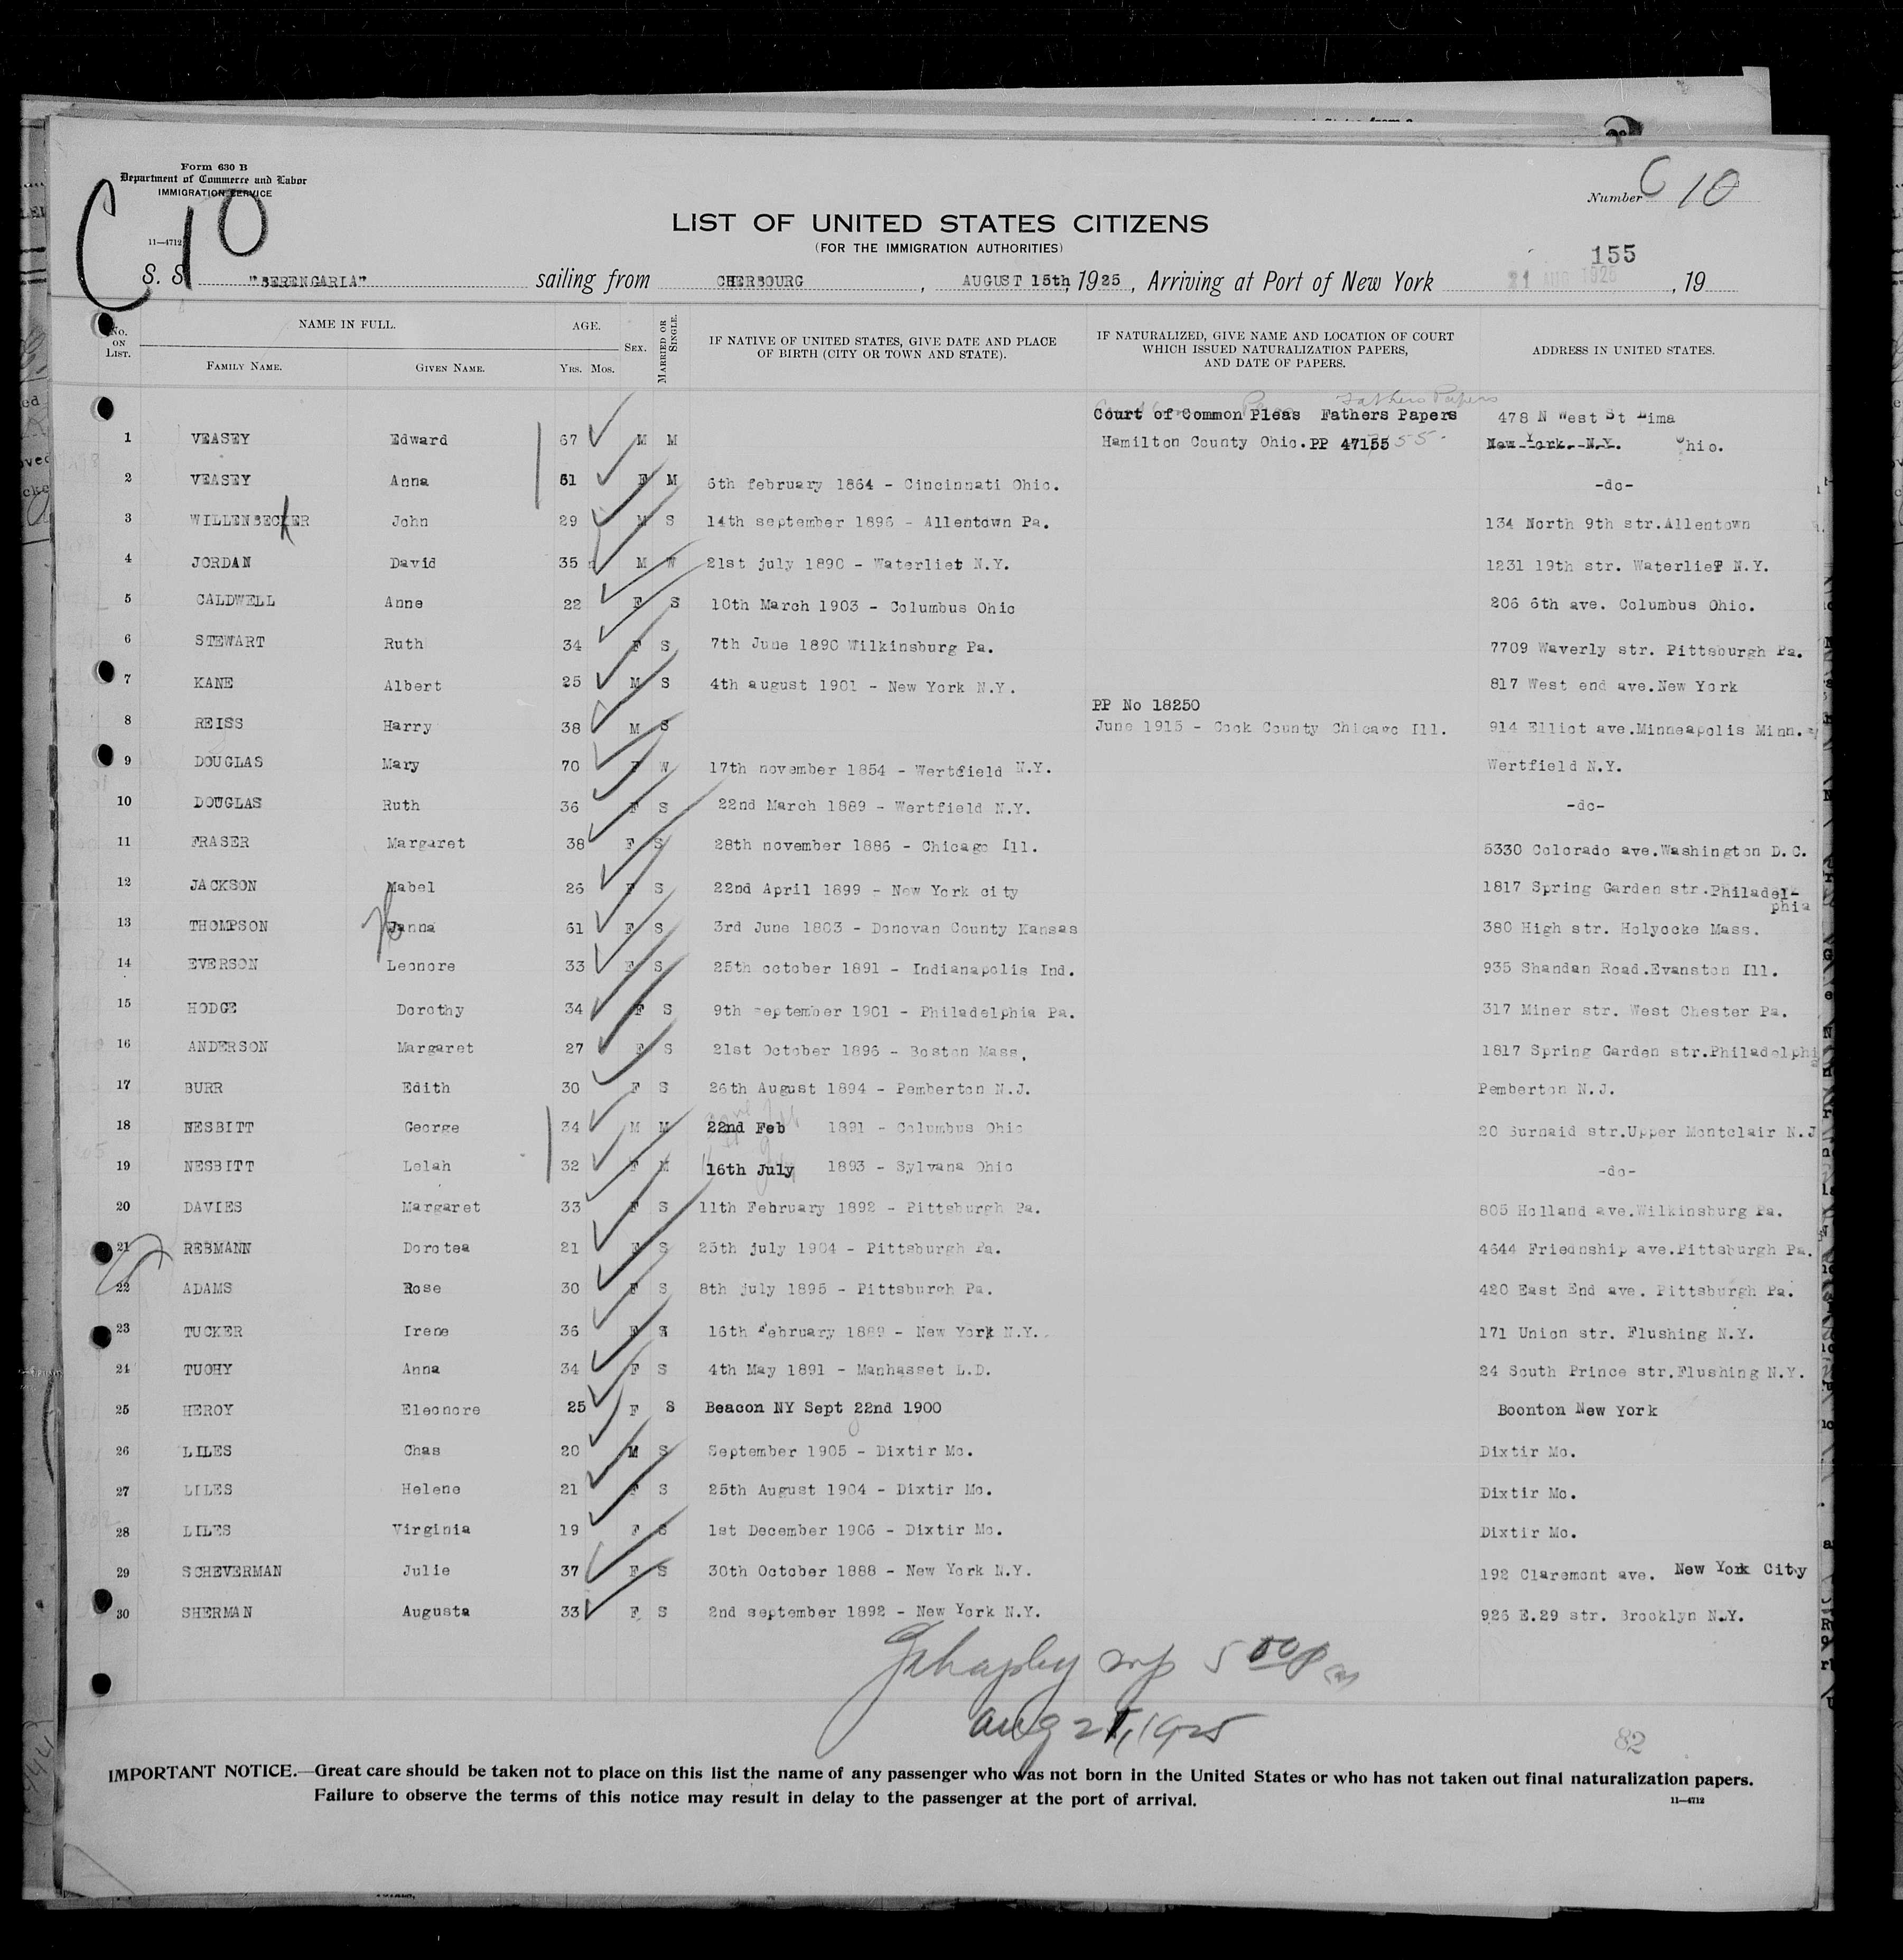 Form 630 B
Department of Commerce and Labor
IMMIGRATION SERVICE
C 10
11—4712
Number C 10
LIST OF UNITED STATES CITIZENS
(FOR THE IMMIGRATION AUTHORITIES)
155
S. S. "BERENGARIA" sailing from CHERBOURG, AUGUST 15th, 1925, Arriving at Port of New York 21 AUG 1925, 19
No. ON LIST. NAME IN FULL. AGE. SEX. MARRIED OR SINGLE. IF NATIVE OF UNITED STATES, GIVE DATE AND PLACE OF BIRTH (CITY OR TOWN AND STATE). IF NATURALIZED, GIVE NAME AND LOCATION OF COURT WHICH ISSUED NATURALIZATION PAPERS, AND DATE OF PAPERS. ADDRESS IN UNITED STATES.
FAMILY NAME. GIVEN NAME. YRS. MOS.
Fathers Papers
Court of Common Pleas Fathers Papers 478 N West St Lima
1 VEASEY Edward 67 M M Hamilton County Ohio. PP 47155 New York. N.Y. Ohio.
2 VEASEY Anna 61 F M 6th february 1864 - Cincinnati Ohio. -do-
3 WILLENBECKER John 29 M S 14th september 1896 - Allentown Pa. 134 North 9th str.Allentown
4 JORDAN David 35 M W 21st july 1890 - Waterliet N.Y. 1231 19th str. Waterliet N.Y.
5 CALDWELL Anne 22 F S 10th March 1903 - Columbus Ohio 206 6th ave. Columbus Ohio.
6 STEWART Ruth 34 F S 7th June 1890 Wilkinsburg Pa. 7709 Waverly str. Pittsburgh Pa.
7 KANE Albert 25 M S 4th august 1901 - New York N.Y. 817 West end ave.New York
PP No 18250
8 REISS Harry 38 M S June 1915 - Cook County Chicago Ill. 914 Elliot ave.Minneapolis Minn.
9 DOUGLAS Mary 70 F W 17th november 1854 - Wertfield N.Y. Wertfield N.Y.
10 DOUGLAS Ruth 36 F S 22nd March 1889 - Wertfield N.Y. -do-
11 FRASER Margaret 38 F S 28th november 1886 - Chicago Ill. 5330 Colorado ave.Washington D.C.
12 JACKSON Mabel 26 F S 22nd April 1899 - New York city 1817 Spring Garden str.Philadel-
phia
13 THOMPSON Janna 61 F S 3rd June 1803 - Donovan County Kansas 380 High str. Holyocke Mass.
14 EVERSON Leonore 33 F S 25th october 1891 - Indianapolis Ind. 935 Shandan Road.Evanston Ill.
15 HODGE Dorothy 34 F S 9th september 1901 - Philadelphia Pa. 317 Miner str. West Chester Pa.
16 ANDERSON Margaret 27 F S 21st October 1896 - Boston Mass. 1817 Spring Garden str.Philadelphi
17 BURR Edith 30 F S 26th August 1894 - Pemberton N.J. Pemberton N.J.
18 NESBITT George 34 M M 22nd Feb 1891 - Columbus Ohio 20 Burnaid str.Upper Montclair N.J
19 NESBITT Lelah 32 F M 16th July 1893 - Sylvana Ohio -do-
20 DAVIES Margaret 33 F S 11th February 1892 - Pittsburgh Pa. 805 Holland ave.Wilkinsburg Pa.
21 REBMANN Dorotea 21 F S 25th july 1904 - Pittsburgh Pa. 4644 Friednship ave.Pittsburgh Pa.
22 ADAMS Rose 30 F S 8th july 1895 - Pittsburgh Pa. 420 East End ave. Pittsburgh Pa.
23 TUCKER Irene 36 F S 16th February 1889 - New York N.Y. 171 Union str. Flushing N.Y.
24 TUOHY Anna 34 F S 4th May 1891 - Manhasset L.D. 24 South Prince str.Flushing N.Y.
25 HEROY Eleonore 25 F S Beacon NY Sept 22nd 1900 Boonton New York
26 LILES Chas 20 M S September 1905 - Dixtir Mo. Dixtir Mo.
27 LILES Helene 21 F S 25th August 1904 - Dixtir Mo. Dixtir Mo.
28 LILES Virginia 19 F S 1st December 1906 - Dixtir Mo. Dixtir Mo.
29 SCHEVERMAN Julie 37 F S 30th October 1888 - New York N.Y. 192 Claremont ave. New York City
30 SHERMAN Augusta 33 F S 2nd september 1892 - New York N.Y. 926 E.29 str. Brooklyn N.Y.
Aug 21, 1925
82
IMPORTANT NOTICE.—Great care should be taken not to place on this list the name of any passenger who was not born in the United States or who has not taken out final naturalization papers.
Failure to observe the terms of this notice may result in delay to the passenger at the port of arrival.
11—4712